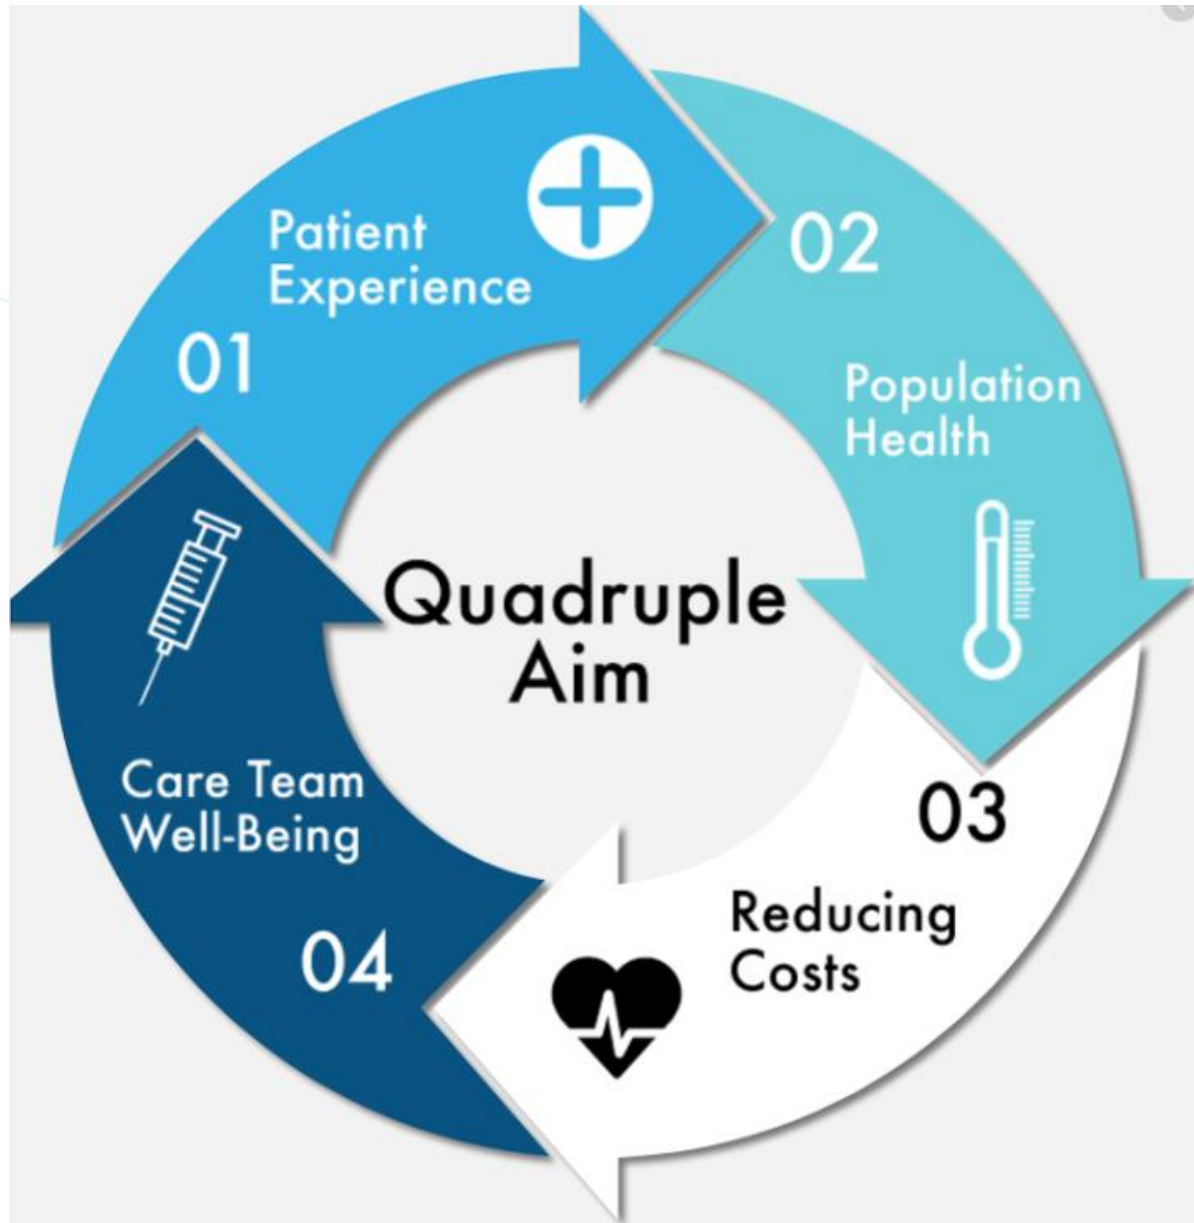 01
Patient
Experience
02
Population
Health
03
Reducing
Costs
04
Care Team
Well-Being
Quadruple
Aim